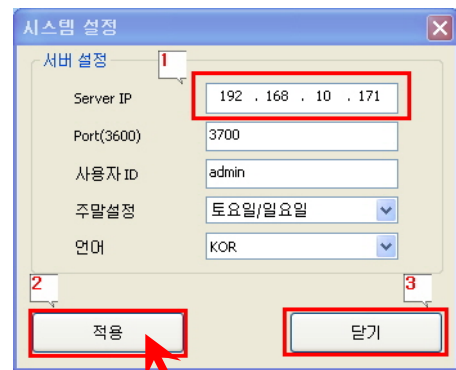 시스템 설정
서버 설정
1
Server IP
192 . 168 . 10 . 171
Port(3600)
3700
사용자 ID
admin
주말설정
토요일/일요일
언어
KOR
2
3
적용
닫기